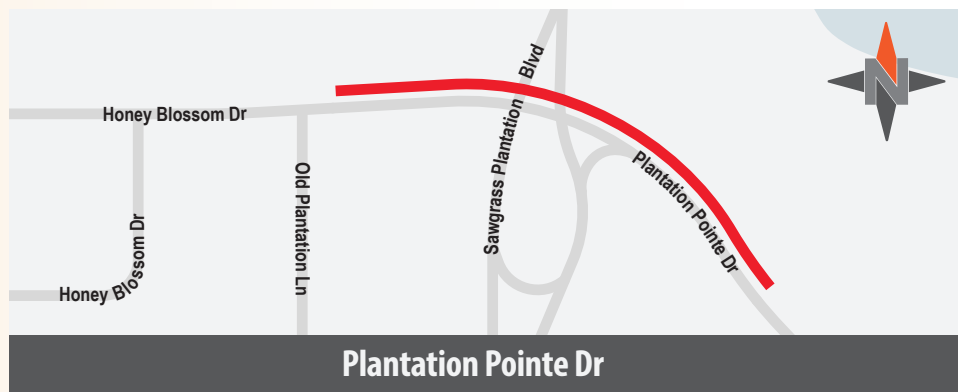 Sawgrass Plantation Blvd
N
Honey Blossom Dr
Old Plantation Ln
Plantation Pointe Dr
Honey Blossom Dr
Honey Blossom Dr
Plantation Pointe Dr